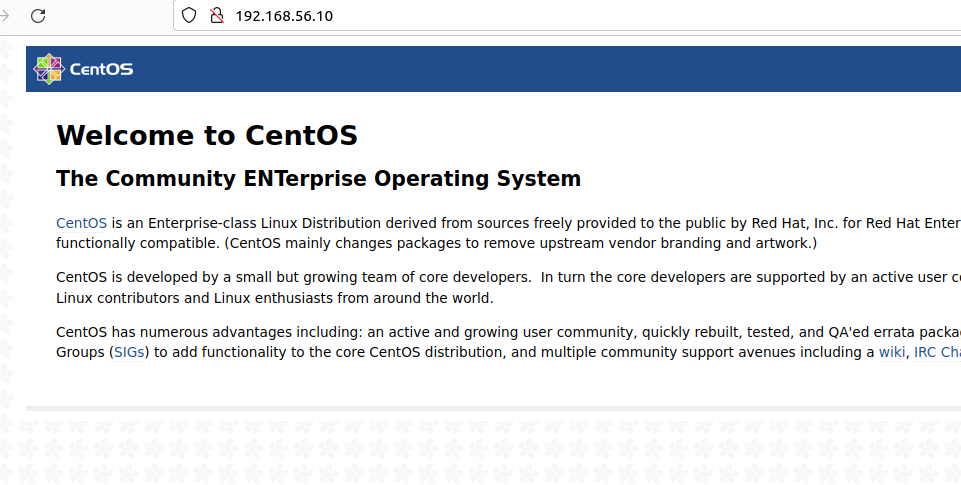 192.168.56.10
CentOS
Welcome to CentOS
The Community ENTerprise Operating System
CentOS is an Enterprise-class Linux Distribution derived from sources freely provided to the public by Red Hat, Inc. for Red Hat Enter
functionally compatible. (CentOS mainly changes packages to remove upstream vendor branding and artwork.)
CentOS is developed by a small but growing team of core developers.  In turn the core developers are supported by an active user c
Linux contributors and Linux enthusiasts from around the world.
CentOS has numerous advantages including: an active and growing user community, quickly rebuilt, tested, and QA'ed errata packa
Groups (SIGs) to add functionality to the core CentOS distribution, and multiple community support avenues including a wiki, IRC Cha